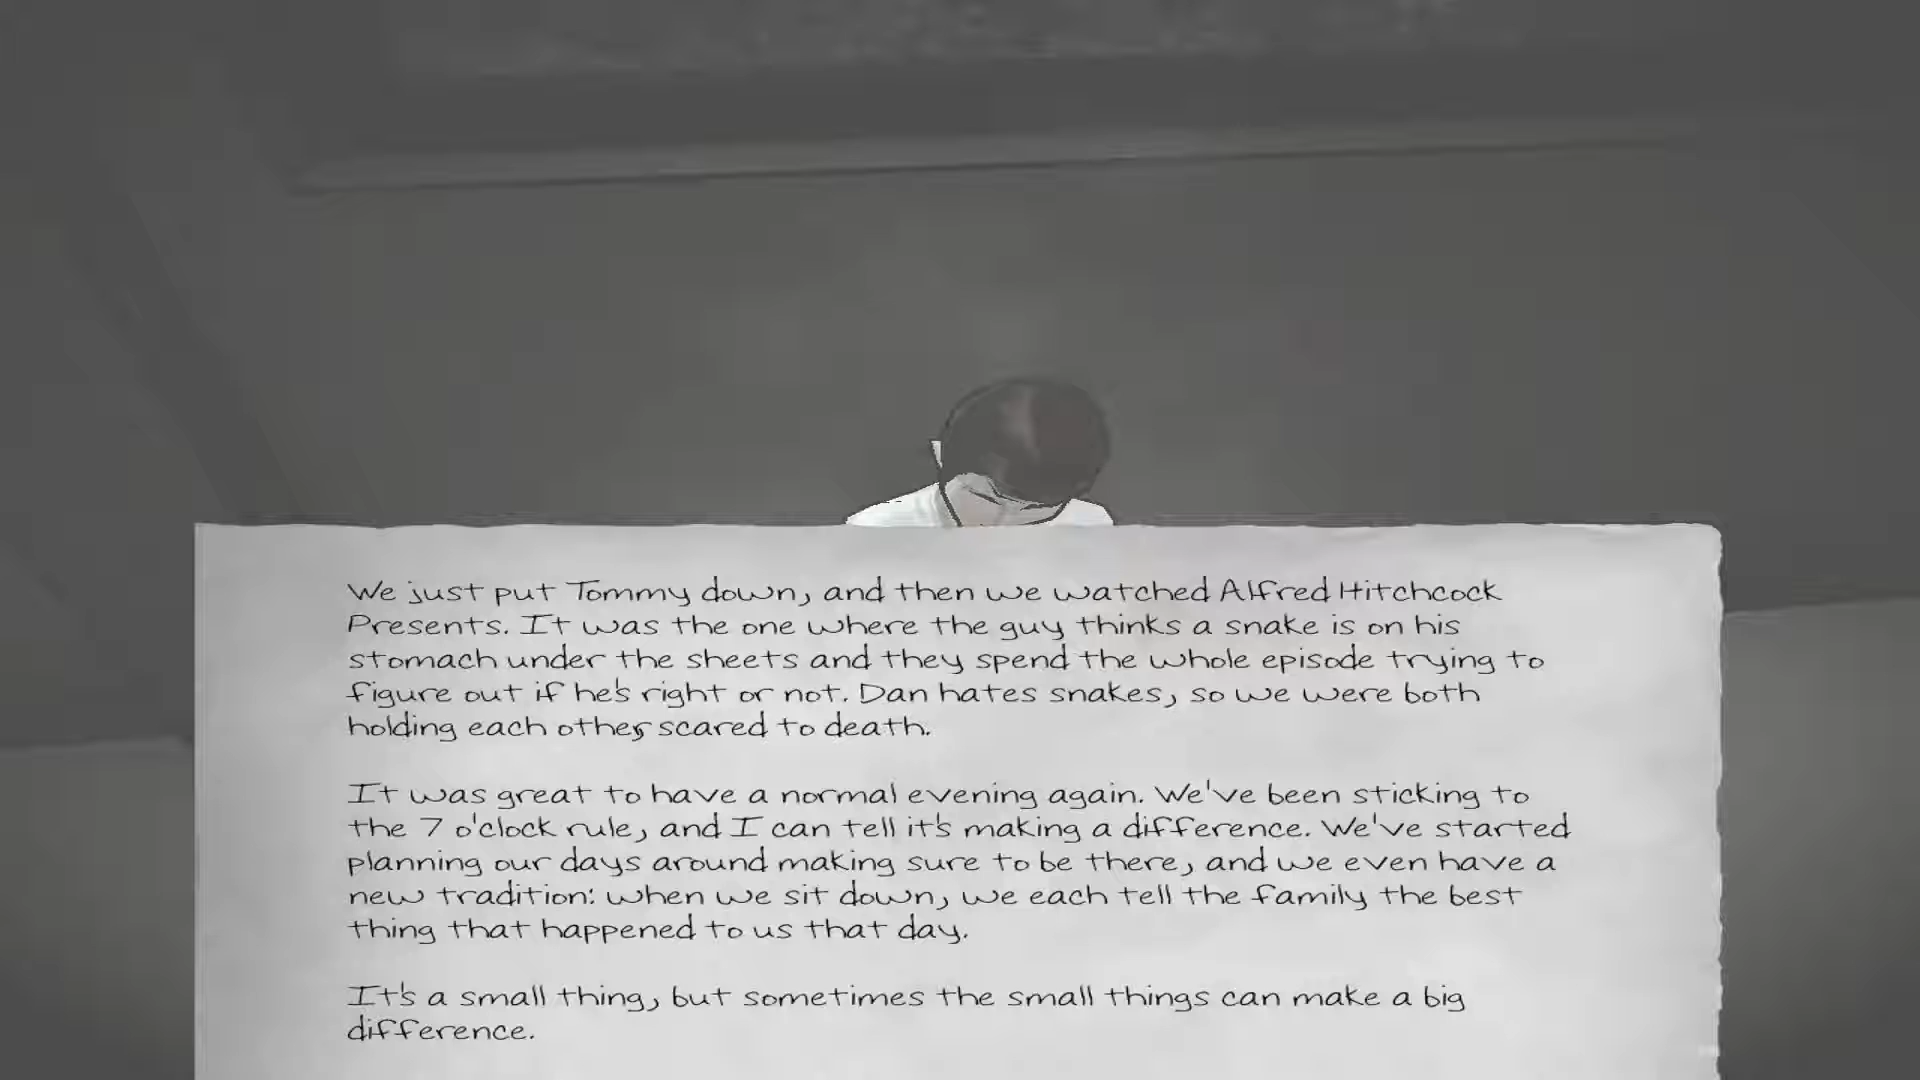 We just put Tommy down, and then we watched Alfred Hitchcock
Presents. It was the one where the guy thinks a snake is on his
stomach under the sheets and they spend the whole episode trying to
figure out if he's right or not. Dan hates snakes, so we were both
holding each other, scared to death.
It was great to have a normal evening again. We've been sticking to
the 7 o'clock rule, and I can tell it's making a difference. We've started
planning our days around making sure to be there, and we even have a
new tradition: when we sit down, we each tell the family the best
thing that happened to us that day.
It's a small thing, but sometimes the small things can make a big
difference.